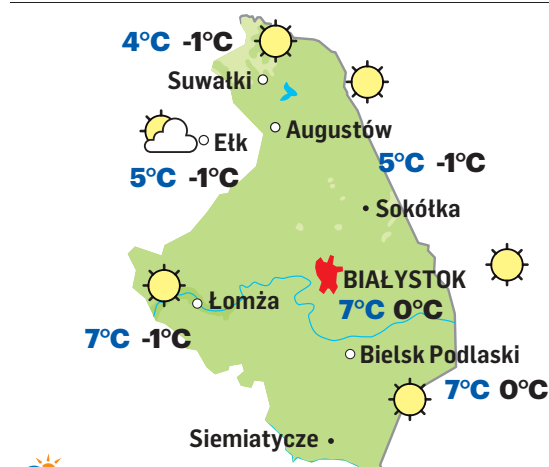 4°C -1°C
Suwałki
Augustów
Ełk
5°C -1°C
5°C -1°C
Sokółka
BIAŁYSTOK
7°C 0°C
Łomża
7°C -1°C
Bielsk Podlaski
7°C 0°C
Siemiatycze